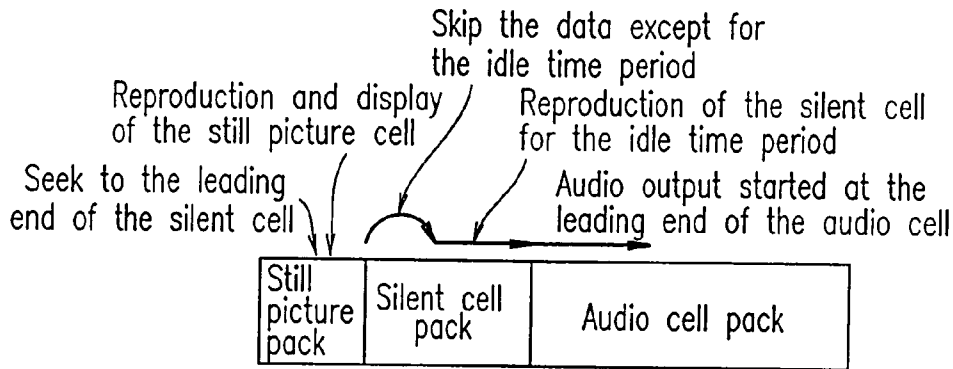 Skip the data except for
the idle time period
Reproduction and display
of the still picture cell
Reproduction of the silent cell
for the idle time period
Seek to the leading
end of the silent cell
Audio output started at the
leading end of the audio cell
Still
picture
pack
Silent cell
pack
Audio cell pack